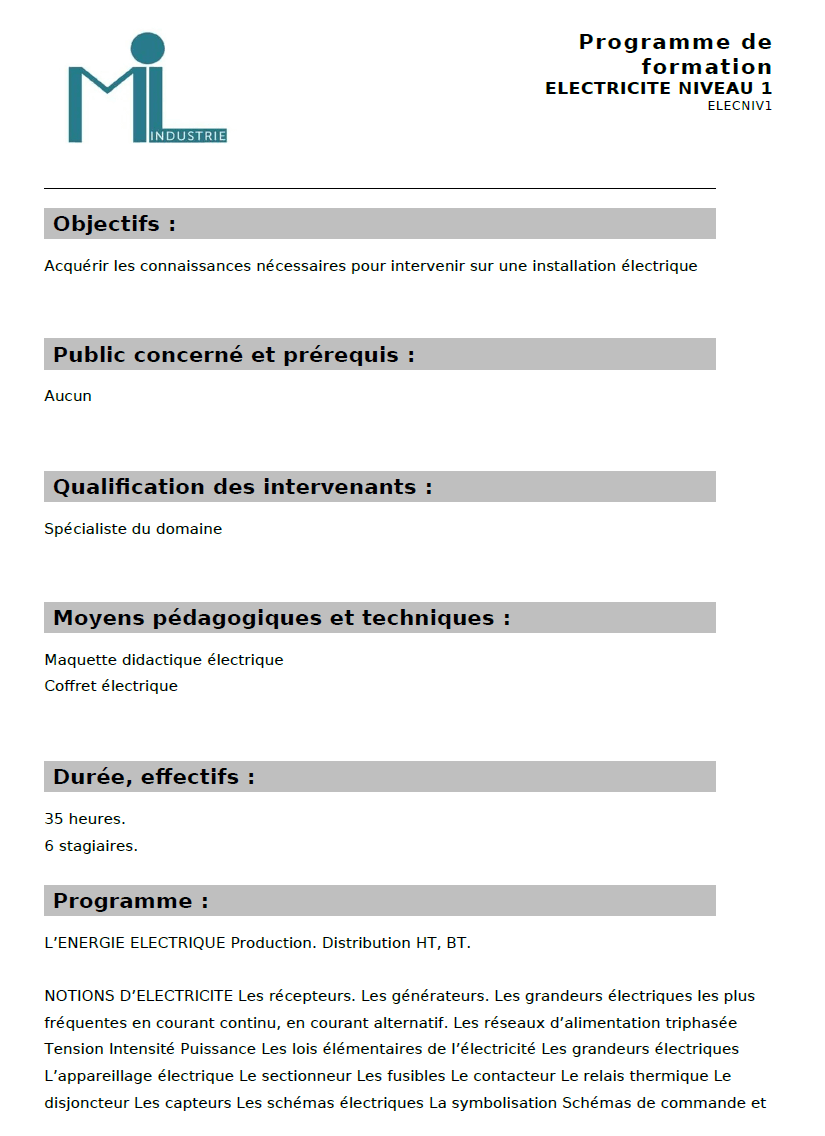 MIL
INDUSTRIE
Programme de
formation
ELECTRICITE NIVEAU 1
ELECNIV1
Objectifs :
Acquérir les connaissances nécessaires pour intervenir sur une installation électrique
Public concerné et prérequis :
Aucun
Qualification des intervenants :
Spécialiste du domaine
Moyens pédagogiques et techniques :
Maquette didactique électrique
Coffret électrique
Durée, effectifs :
35 heures.
6 stagiaires.
Programme :
L’ENERGIE ELECTRIQUE Production. Distribution HT, BT.
NOTIONS D’ELECTRICITE Les récepteurs. Les générateurs. Les grandeurs électriques les plus
fréquentes en courant continu, en courant alternatif. Les réseaux d’alimentation triphasée
Tension Intensité Puissance Les lois élémentaires de l’électricité Les grandeurs électriques
L’appareillage électrique Le sectionneur Les fusibles Le contacteur Le relais thermique Le
disjoncteur Les capteurs Les schémas électriques La symbolisation Schémas de commande et